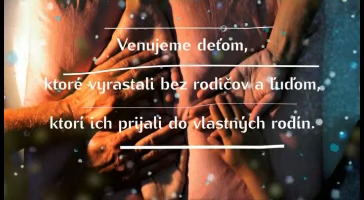 Venujeme deťom,
ktoré vyrastali bez rodičov a ľuďom,
ktorí ich prijali do vlastných rodín.